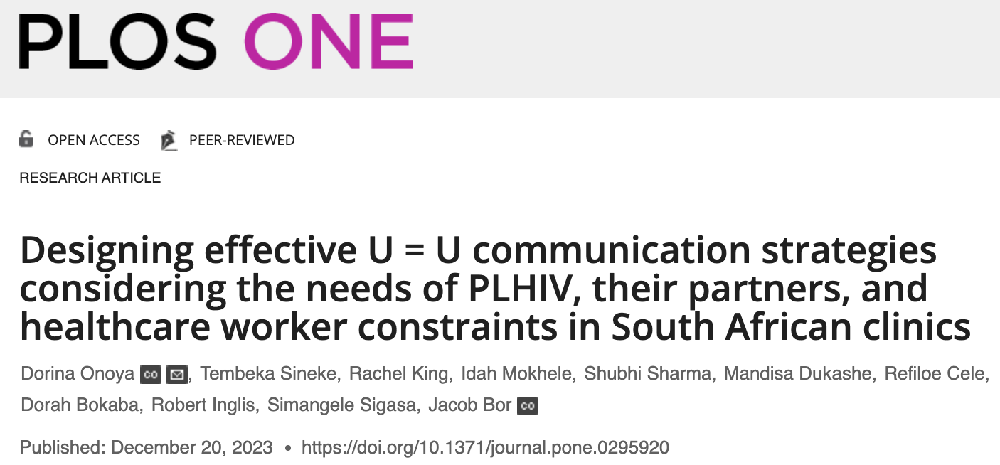 PLOS ONE
OPEN ACCESS PEER-REVIEWED
RESEARCH ARTICLE
Designing effective U = U communication strategies
considering the needs of PLHIV, their partners, and
healthcare worker constraints in South African clinics
Dorina Onoya co , Tembeka Sineke, Rachel King, Idah Mokhele, Shubhi Sharma, Mandisa Dukashe, Refiloe Cele,
Dorah Bokaba, Robert Inglis, Simangele Sigasa, Jacob Bor co
Published: December 20, 2023 • https://doi.org/10.1371/journal.pone.0295920